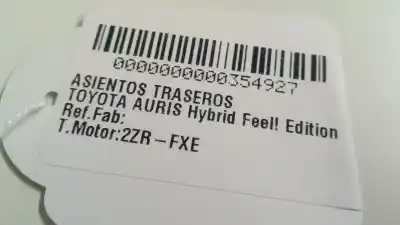 0000000000354927
ASIENTOS TRASEROS
TOYOTA AURIS Hybrid Feel! Edition
Ref.Fab:
T.Motor:2ZR-FXE